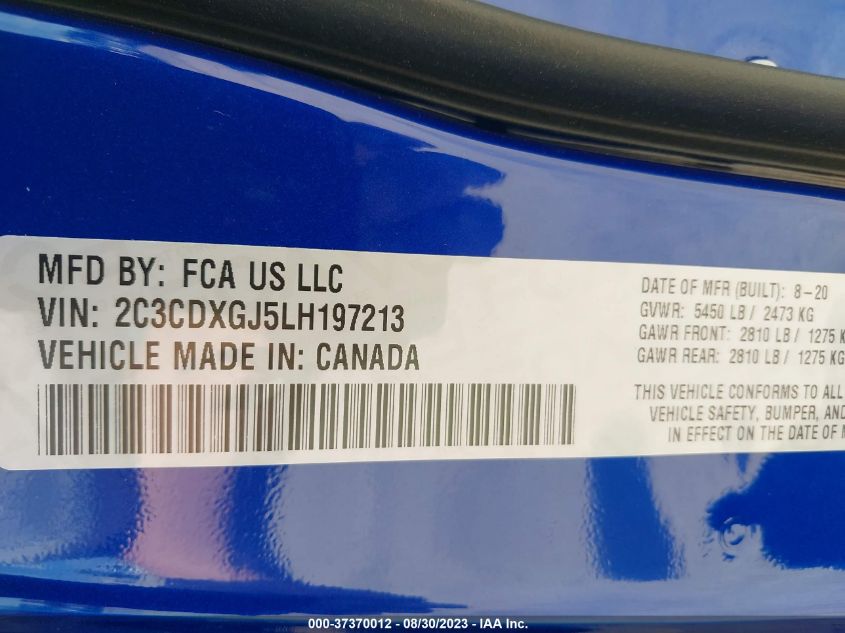 MFD BY: FCA US LLC
VIN: 2C3CDXGJ5LH197213
VEHICLE MADE IN: CANADA
DATE OF MFR (BUILT): 8-20
GVWR: 5450 LB / 2473 KG
GAWR FRONT: 2810 LB / 1275 K
GAWR REAR: 2810 LB / 1275 KG
THIS VEHICLE CONFORMS TO ALL
VEHICLE SAFETY, BUMPER, AND
IN EFFECT ON THE DATE OF M
000-37370012 - 08/30/2023 - IAA Inc.